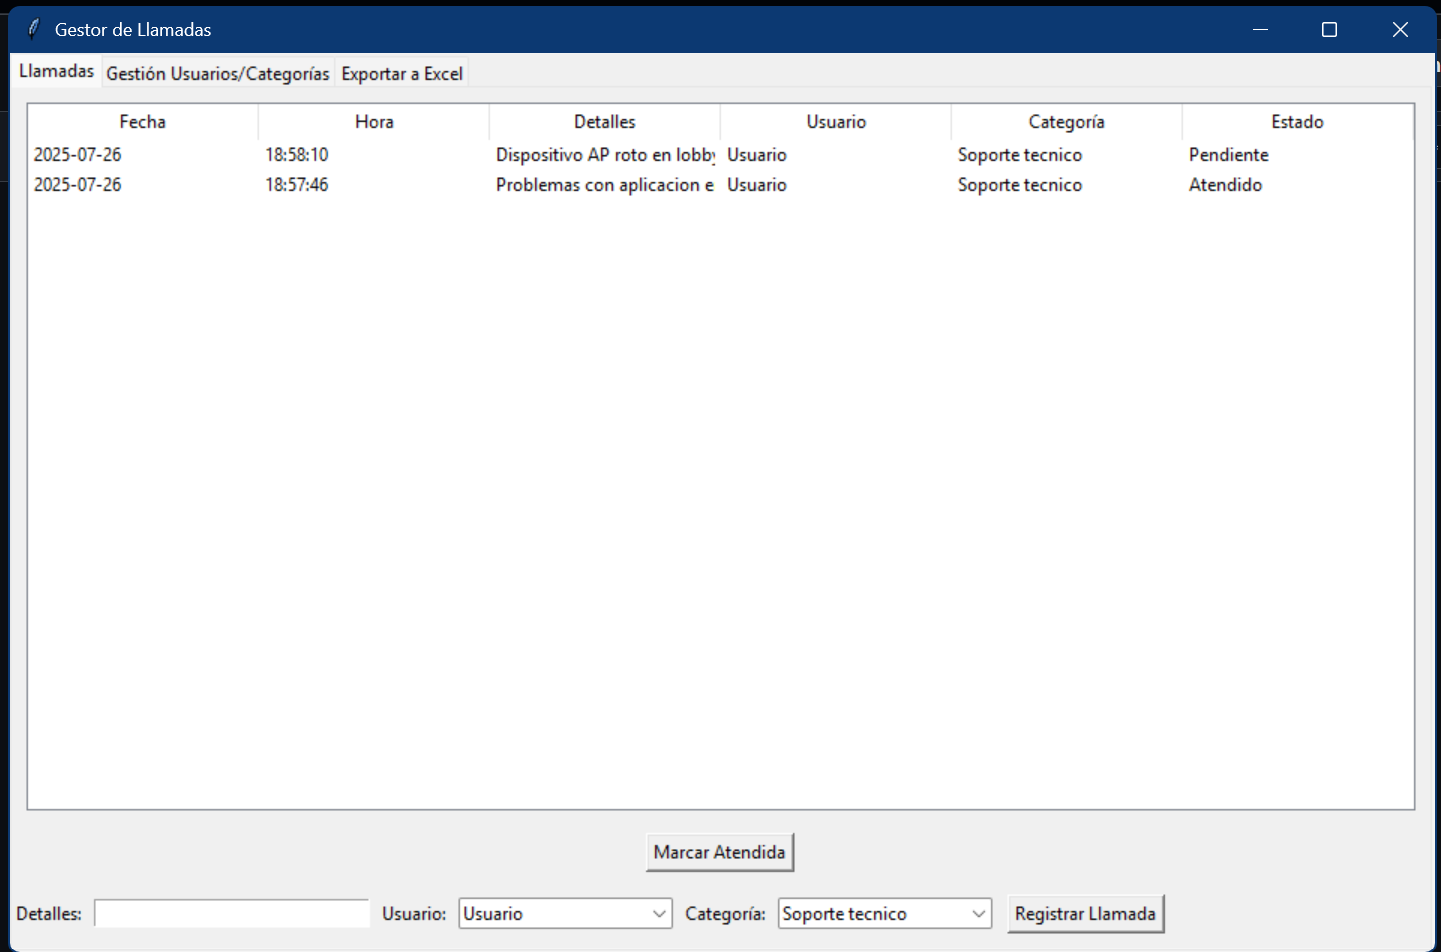 Gestor de Llamadas
Llamadas Gestión Usuarios/Categorías Exportar a Excel
Fecha Hora Detalles Usuario Categoría Estado
2025-07-26 18:58:10 Dispositivo AP roto en lobby Usuario Soporte tecnico Pendiente
2025-07-26 18:57:46 Problemas con aplicacion e Usuario Soporte tecnico Atendido
Marcar Atendida
Detalles: Usuario: Usuario Categoría: Soporte tecnico Registrar Llamada